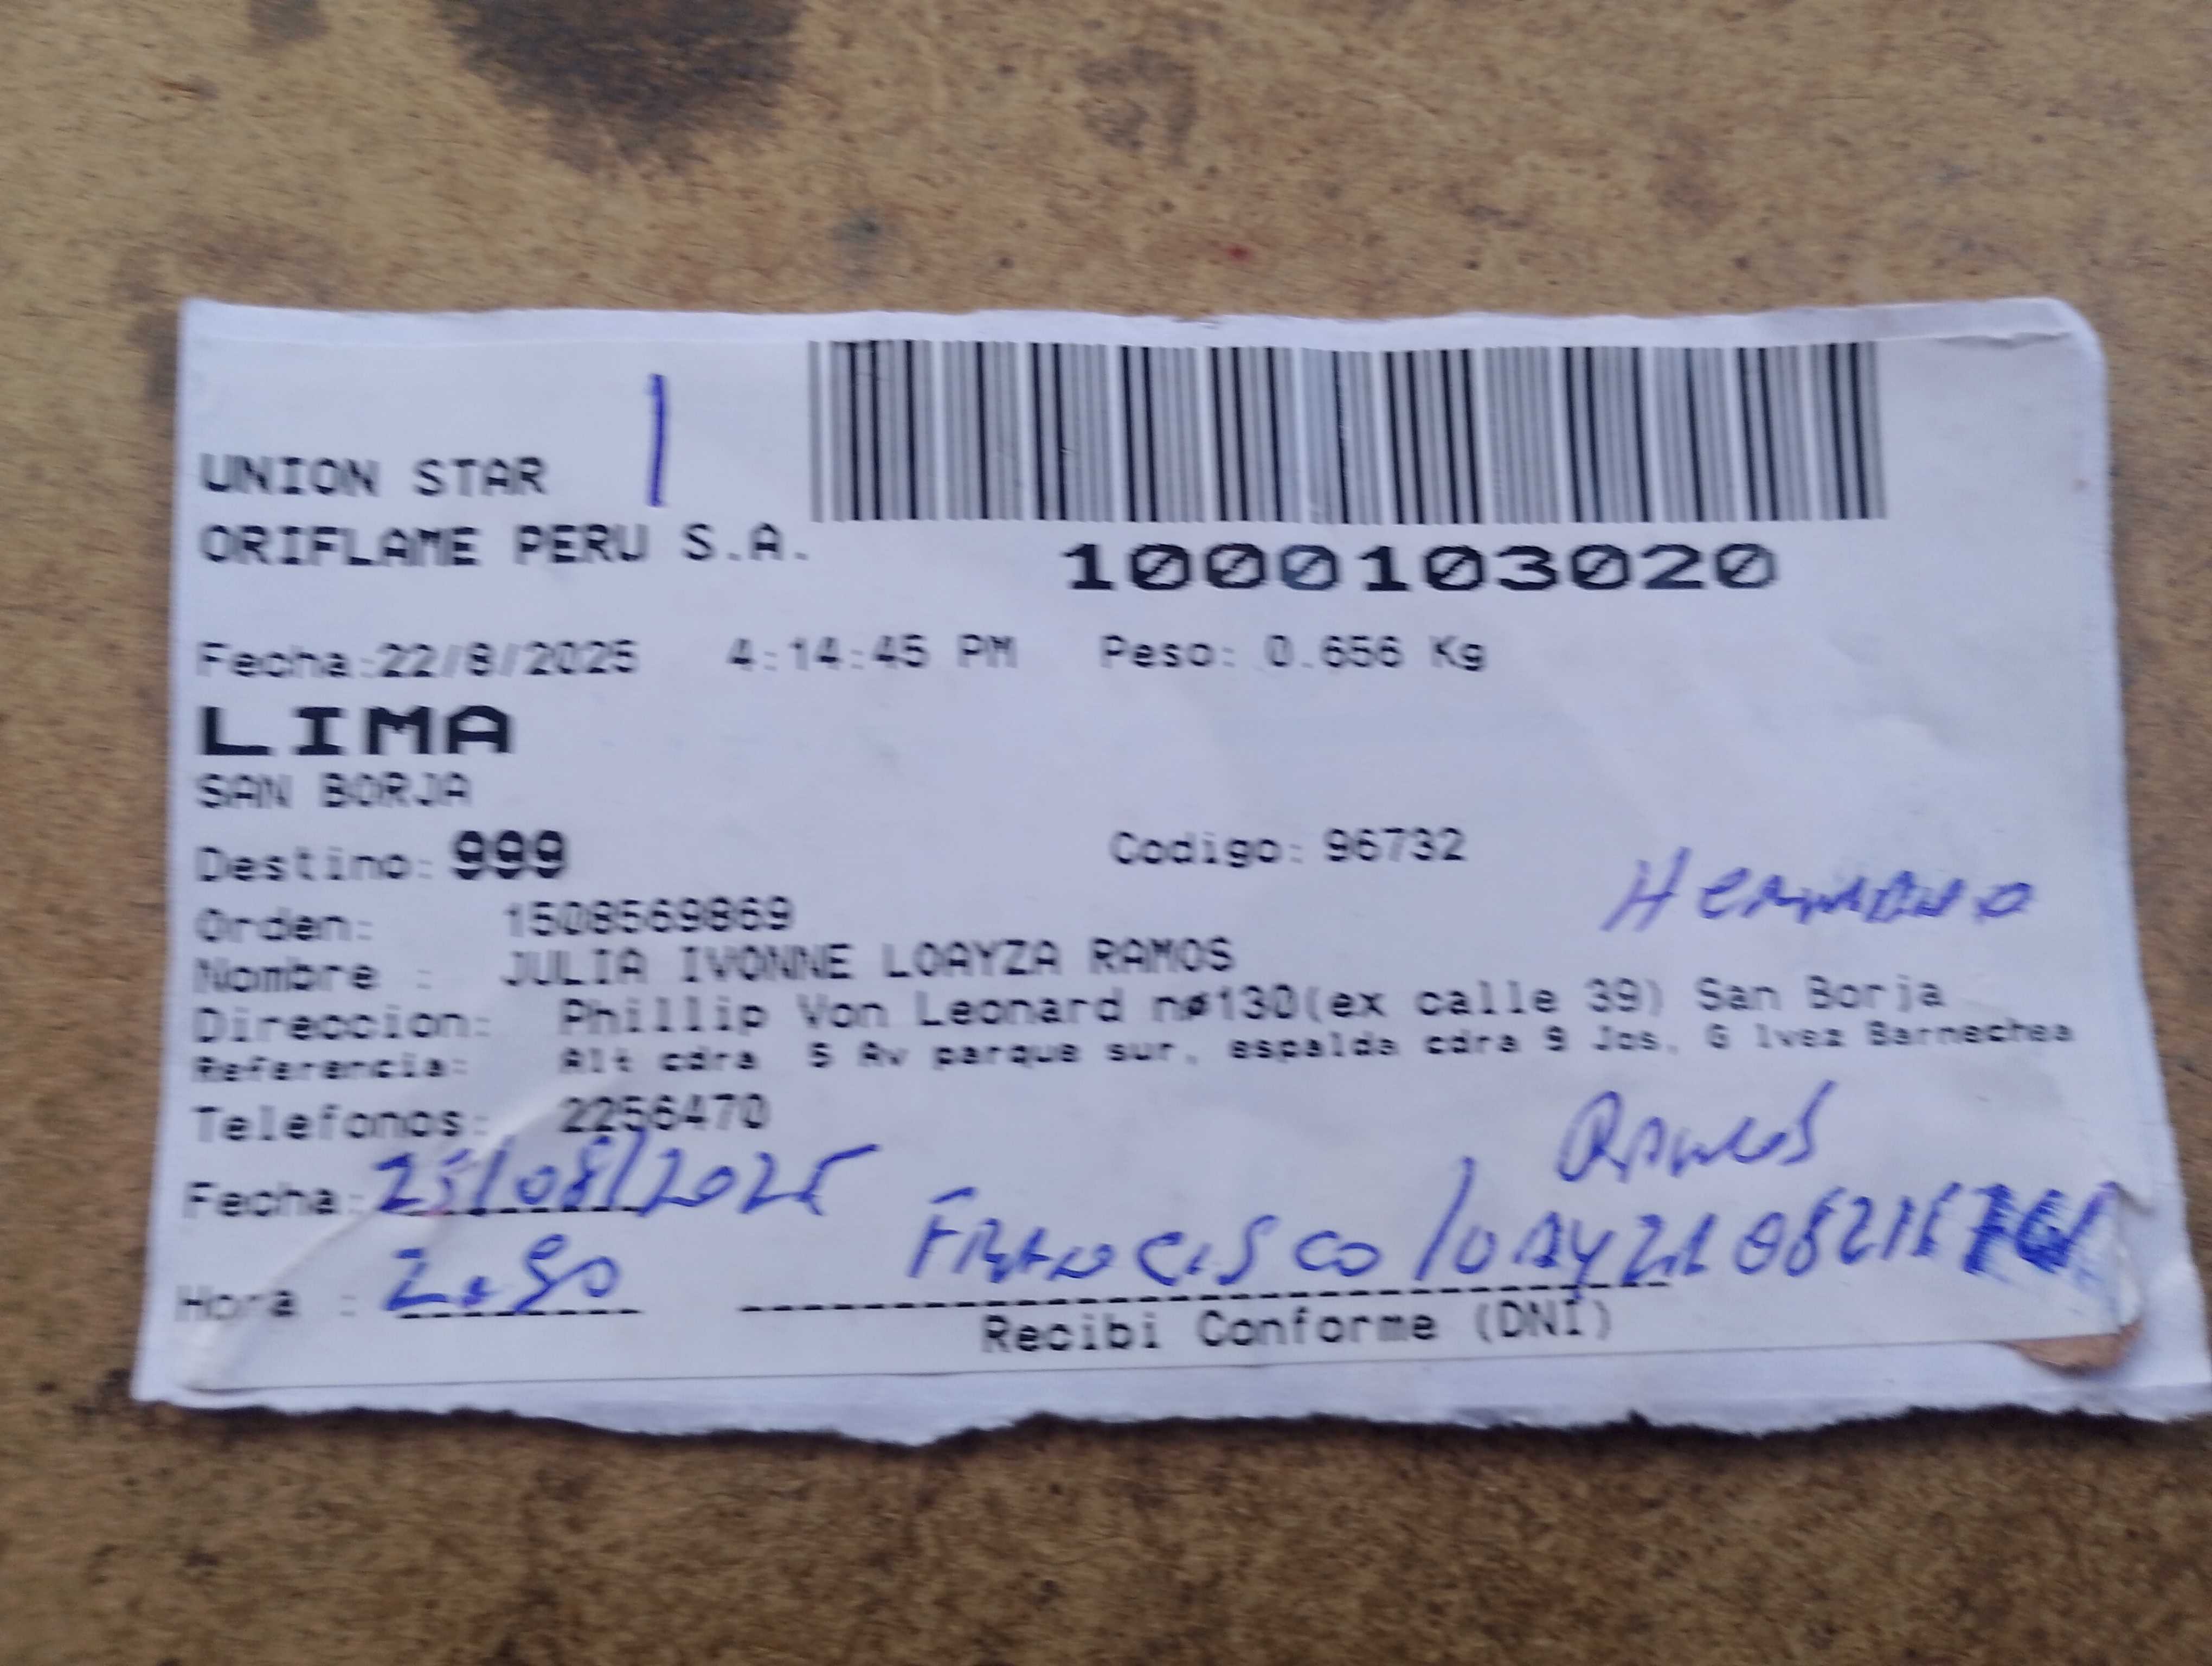 UNION STAR 1
ORIFLAME PERU S.A.
1000103020
Fecha:22/8/2025 4:14:45 PM Peso: 0.656 Kg
LIMA
SAN BORJA
Destino: 999 Codigo: 96732
Hermano
Orden: 1508569869
Nombre : JULIA IVONNE LOAYZA RAMOS
Direccion: Phillip Von Leonard nø130(ex calle 39) San Borja
Referencia: Alt cdra 5 Av parque sur, espalda cdra 9 Jos, G lvez Barnechea
Telefonos: 2256470
Ramos
Fecha: 25/08/2025
Francisco loayza
Hora :
Recibi Conforme (DNI)